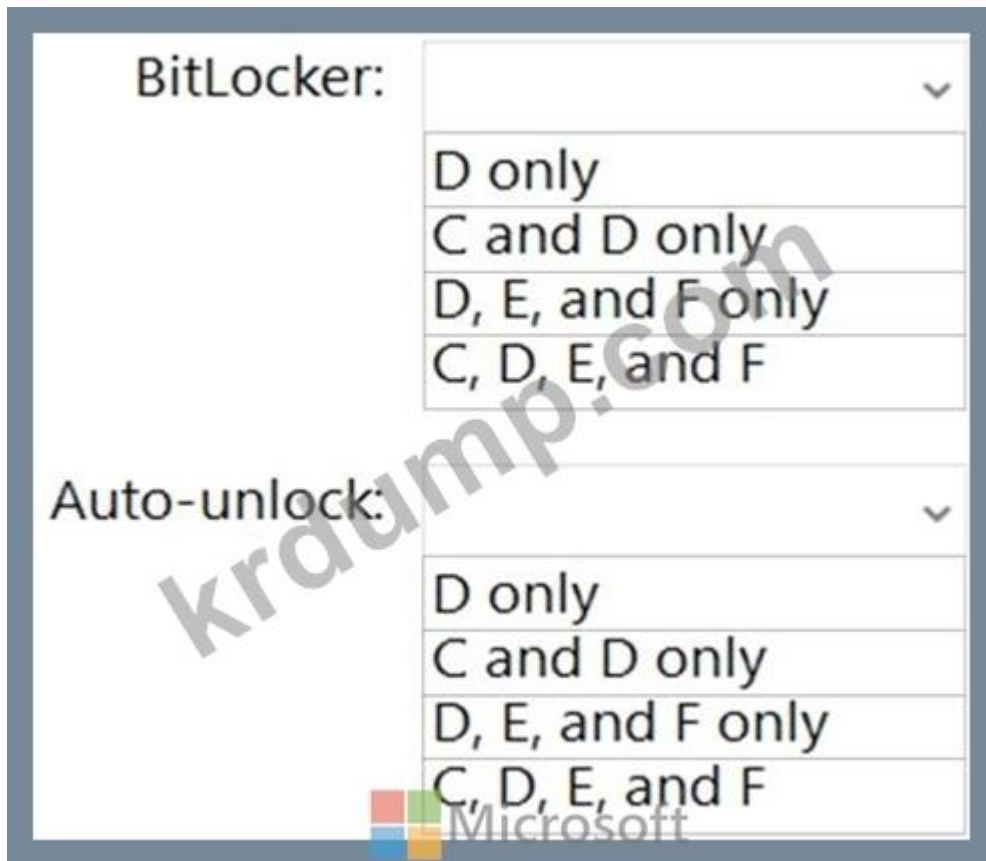 BitLocker:
D only
C and D only
D, E, and F only
C, D, E, and F
krdump.com
Auto-unlock:
D only
C and D only
D, E, and F only
C, D, E, and F
Microsoft